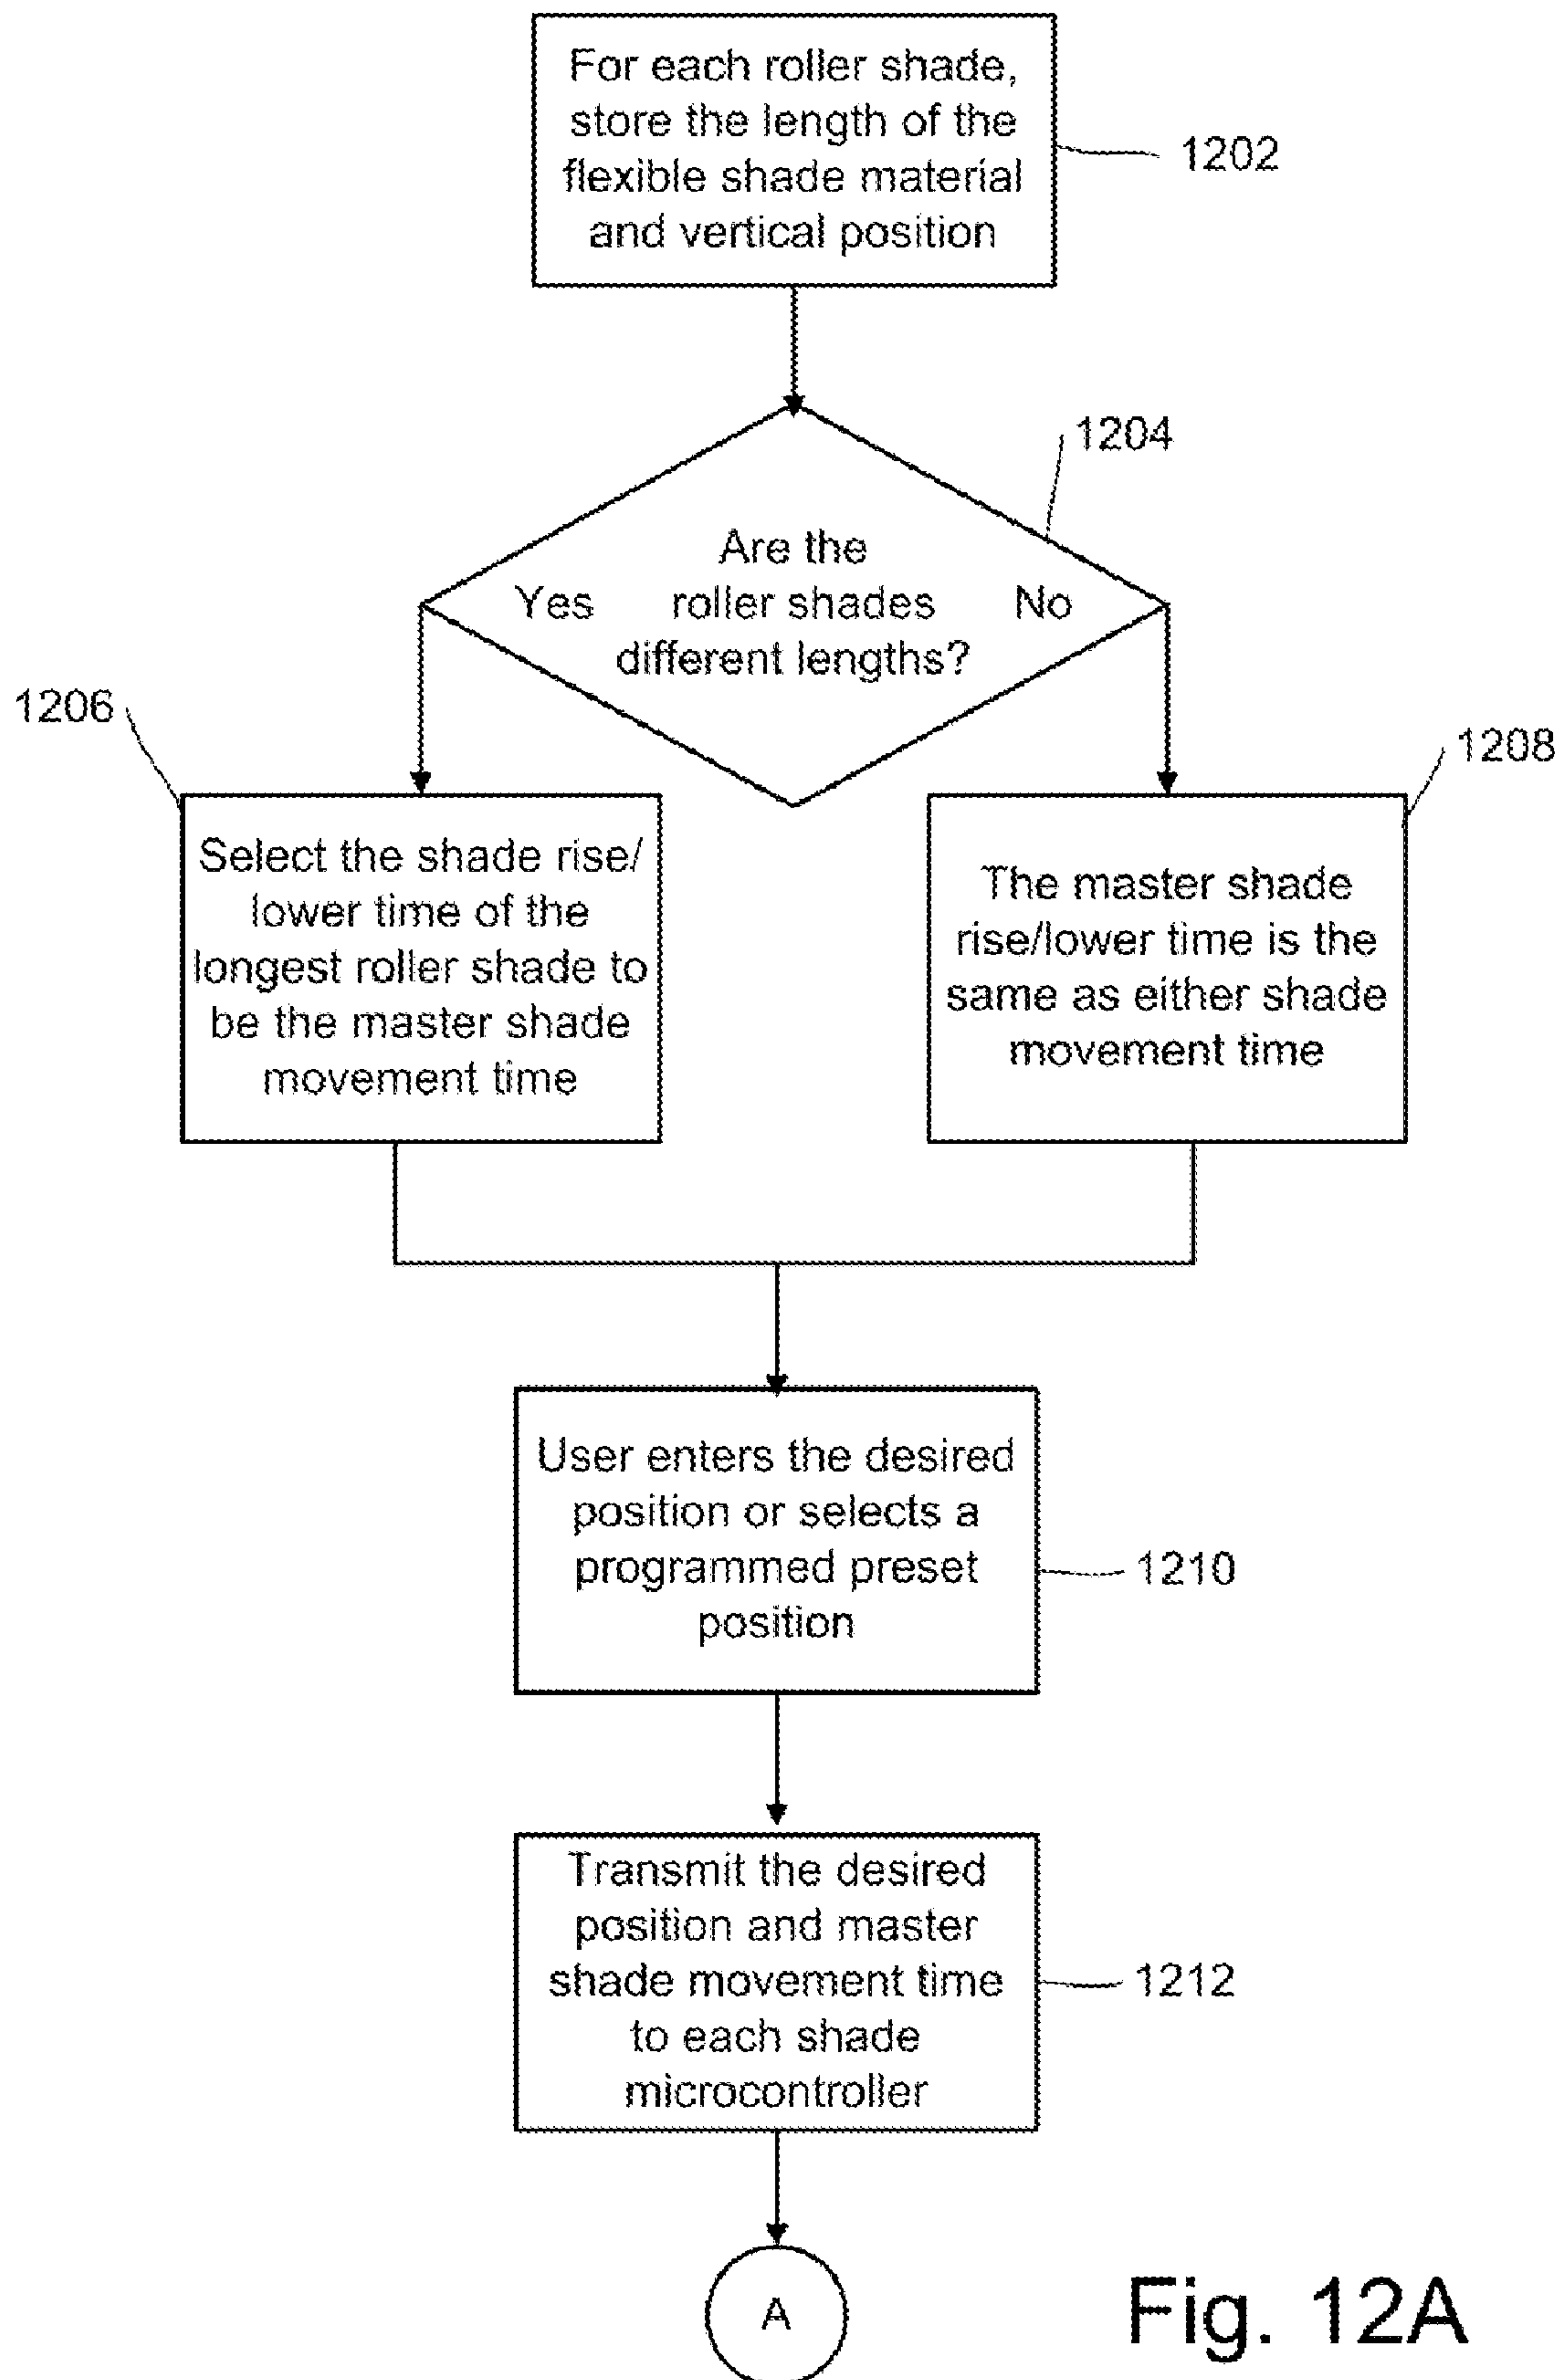 For each roller shade,
store the length of the
flexible shade material
and vertical position
1202
1204
Are the
Yes roller shades No
different lengths?
1206
1208
Select the shade rise/
lower time of the
longest roller shade to
be the master shade
movement time
The master shade
rise/lower time is the
same as either shade
movement time
User enters the desired
position or selects a
programmed preset
position
1210
Transmit the desired
position and master
shade movement time
to each shade
microcontroller
1212
A
Fig. 12A